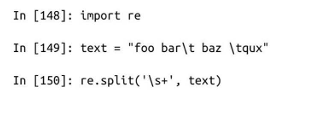 In [148]: import re
In [149]: text = "foo bar\t baz \tqux"
In [150]: re.split('\s+', text)